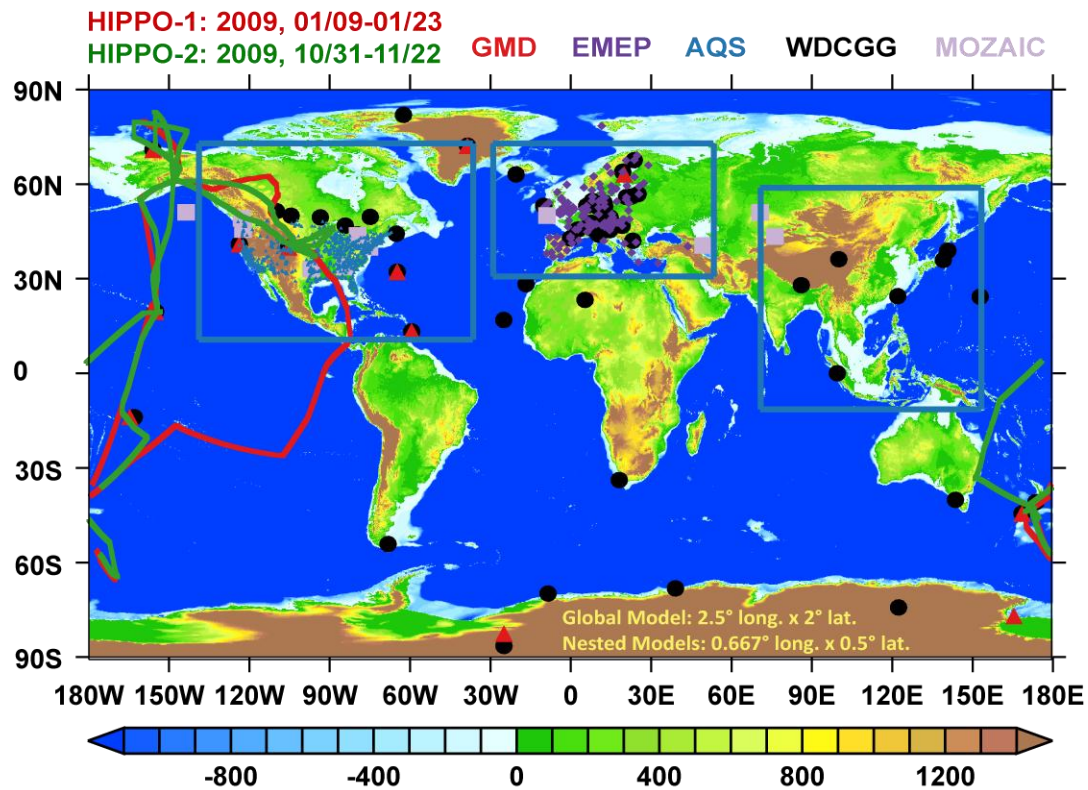 HIPPO-1: 2009, 01/09-01/23
HIPPO-2: 2009, 10/31-11/22
GMD EMEP AQS WDCGG MOZAIC
90N
60N
30N
0
30S
60S
90S
Global Model: 2.5° long. x 2° lat.
Nested Models: 0.667° long. x 0.5° lat.
180W 150W 120W 90W 60W 30W 0 30E 60E 90E 120E 150E 180E
-800 -400 0 400 800 1200